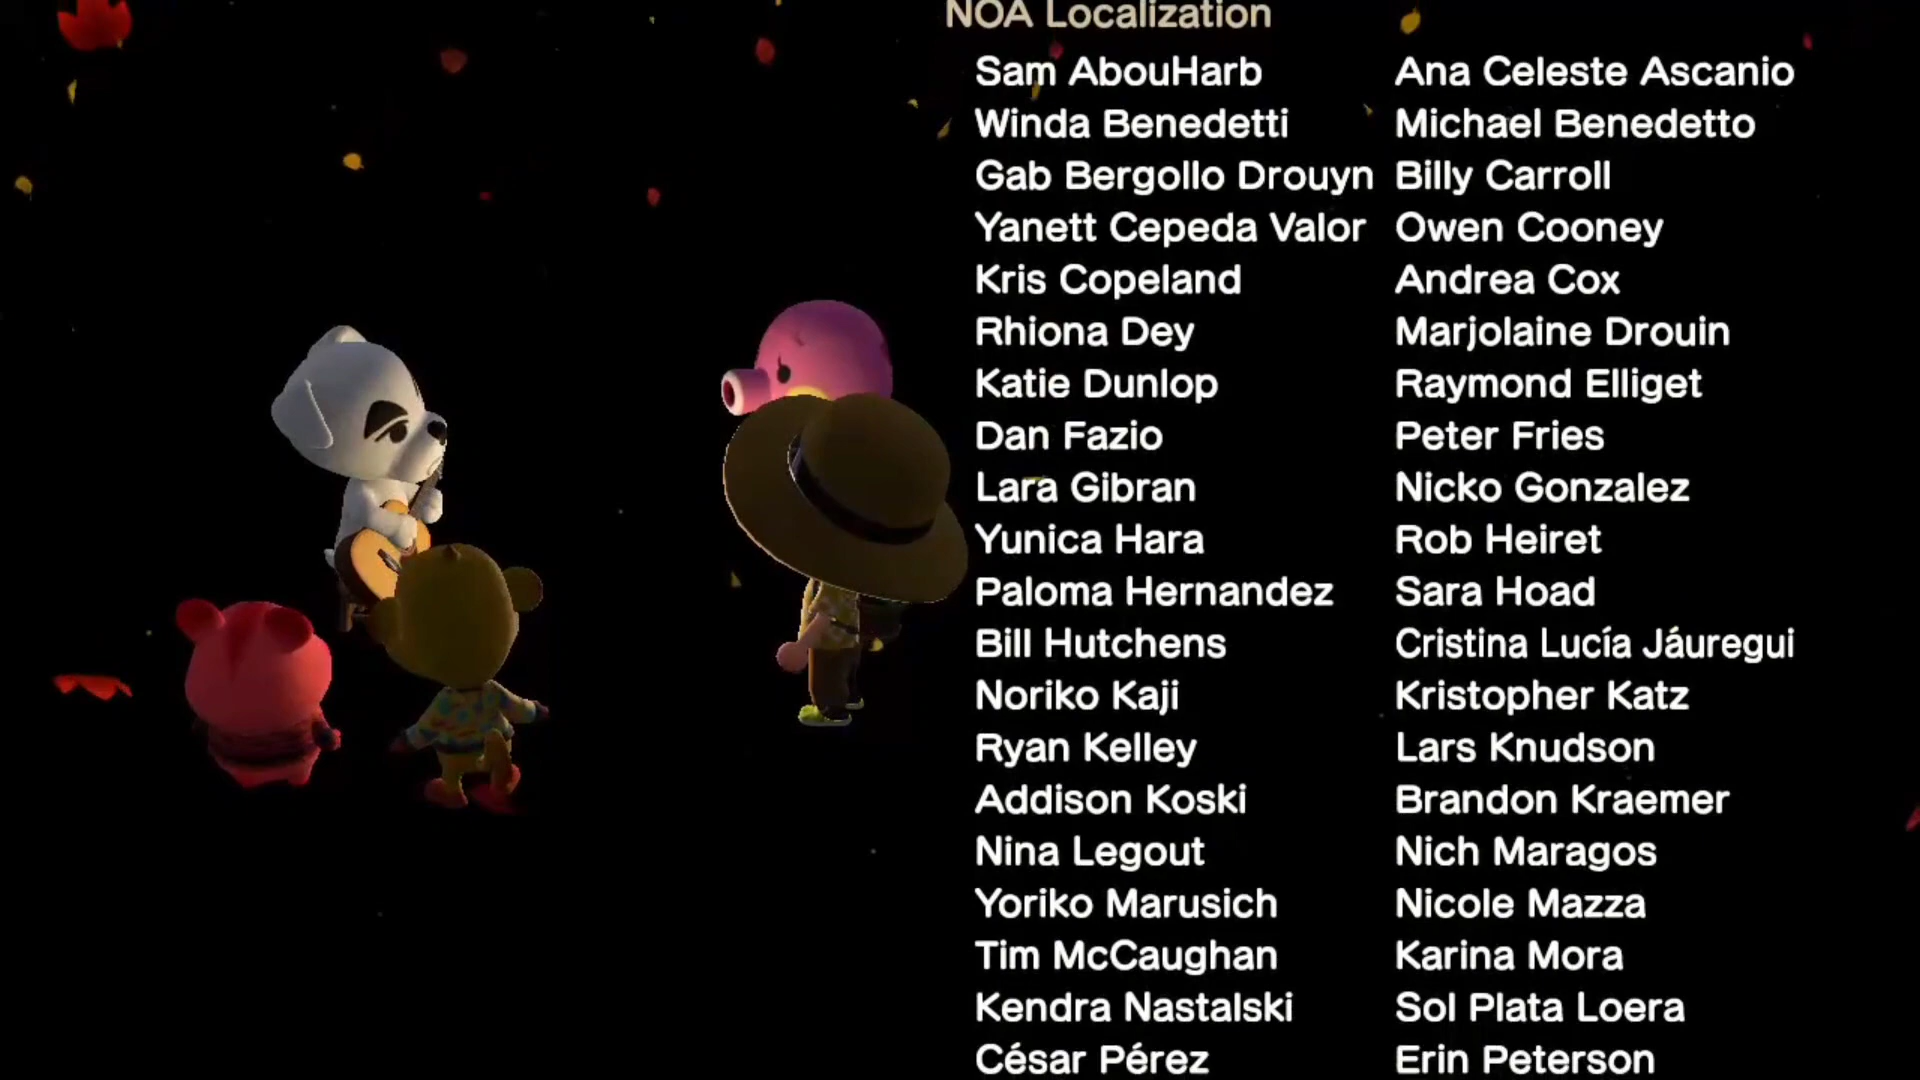 NOA Localization
Sam AbouHarb Ana Celeste Ascanio
Winda Benedetti Michael Benedetto
Gab Bergollo Drouyn Billy Carroll
Yanett Cepeda Valor Owen Cooney
Kris Copeland Andrea Cox
Rhiona Dey Marjolaine Drouin
Katie Dunlop Raymond Elliget
Dan Fazio Peter Fries
Lara Gibran Nicko Gonzalez
Yunica Hara Rob Heiret
Paloma Hernandez Sara Hoad
Bill Hutchens Cristina Lucía Jáuregui
Noriko Kaji Kristopher Katz
Ryan Kelley Lars Knudson
Addison Koski Brandon Kraemer
Nina Legout Nich Maragos
Yoriko Marusich Nicole Mazza
Tim McCaughan Karina Mora
Kendra Nastalski Sol Plata Loera
César Pérez Erin Peterson